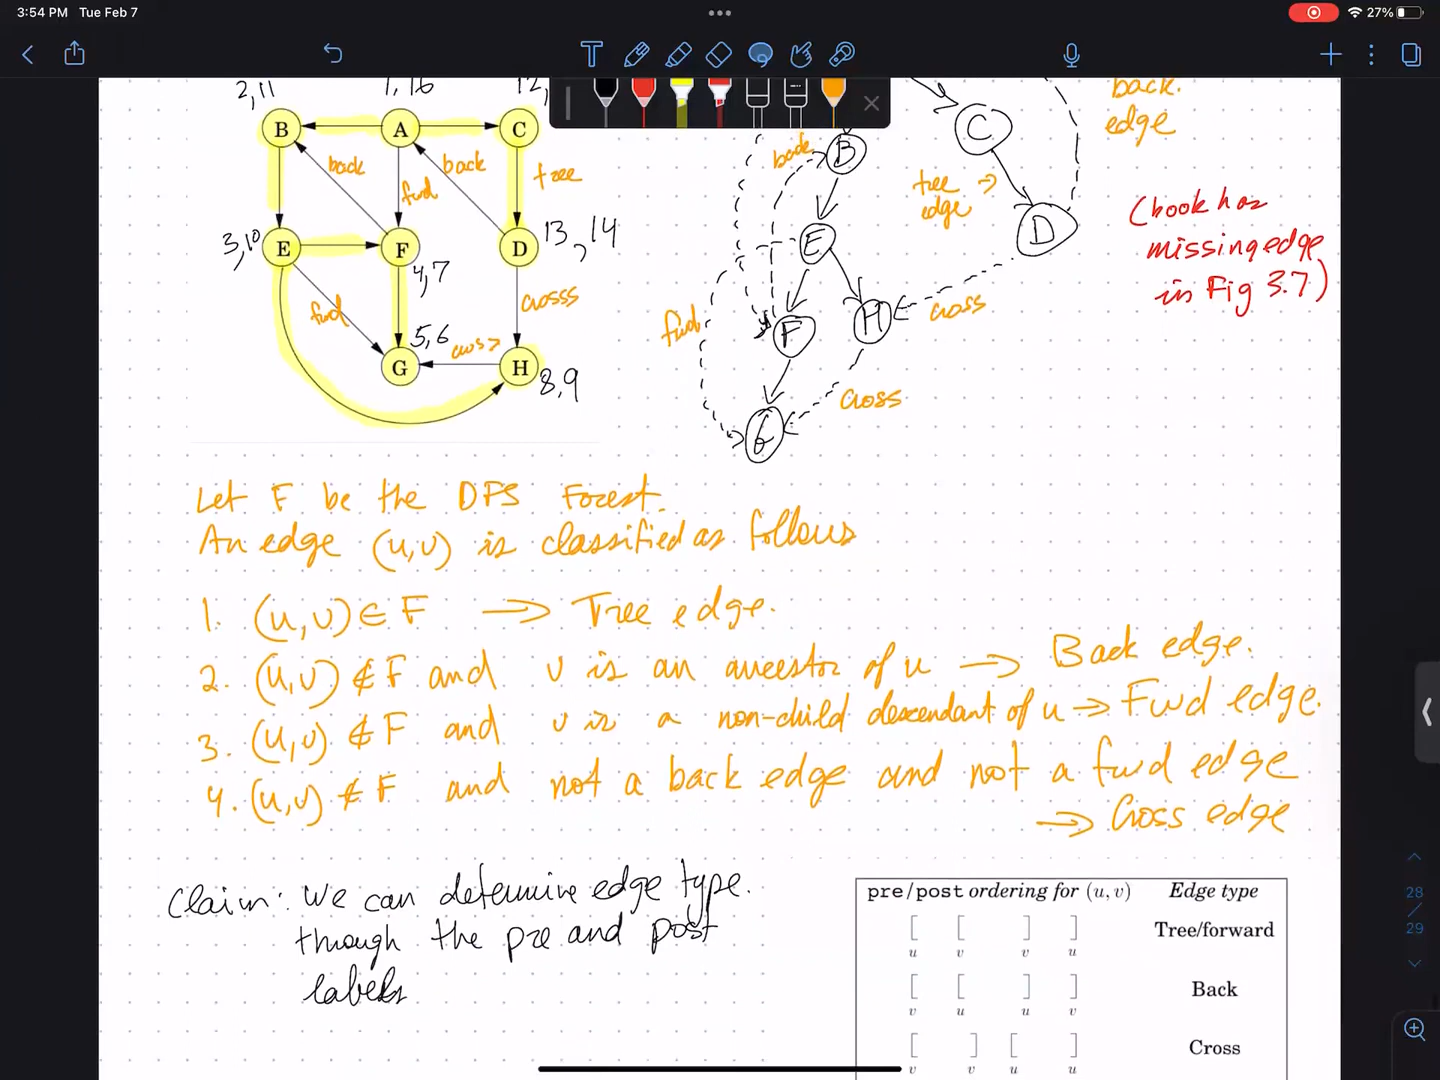 3:54 PM Tue Feb 7
27%
2,11
1,16
12,
B
A
C
back
back
tree
fwd
3,10
E
F
D
13, 14
4,7
fwd
crosss
5,6
cross
G
H
8,9
back.
edge
C
back
B
tree
edge
D
E
(book has
missing edge
in Fig 3.7)
fwd
F
H
cross
cross
G
Let F be the DFS Forest.
An edge (u,v) is classified as follows
1. (u,v) ∈ F → Tree edge.
2. (u,v) ∉ F and v is an ancestor of u → Back edge.
3. (u,v) ∉ F and v is a non-child descendant of u → Fwd edge.
4. (u,v) ∉ F and not a back edge and not a fwd edge
→ Cross edge
Claim: We can determine edge type.
though the pre and post
labels
pre/post ordering for (u, v) Edge type
[ [ ] ] Tree/forward
u v v u
[ [ ] ] Back
v u u v
[ ] [ ] Cross
v v u u
28
/
29